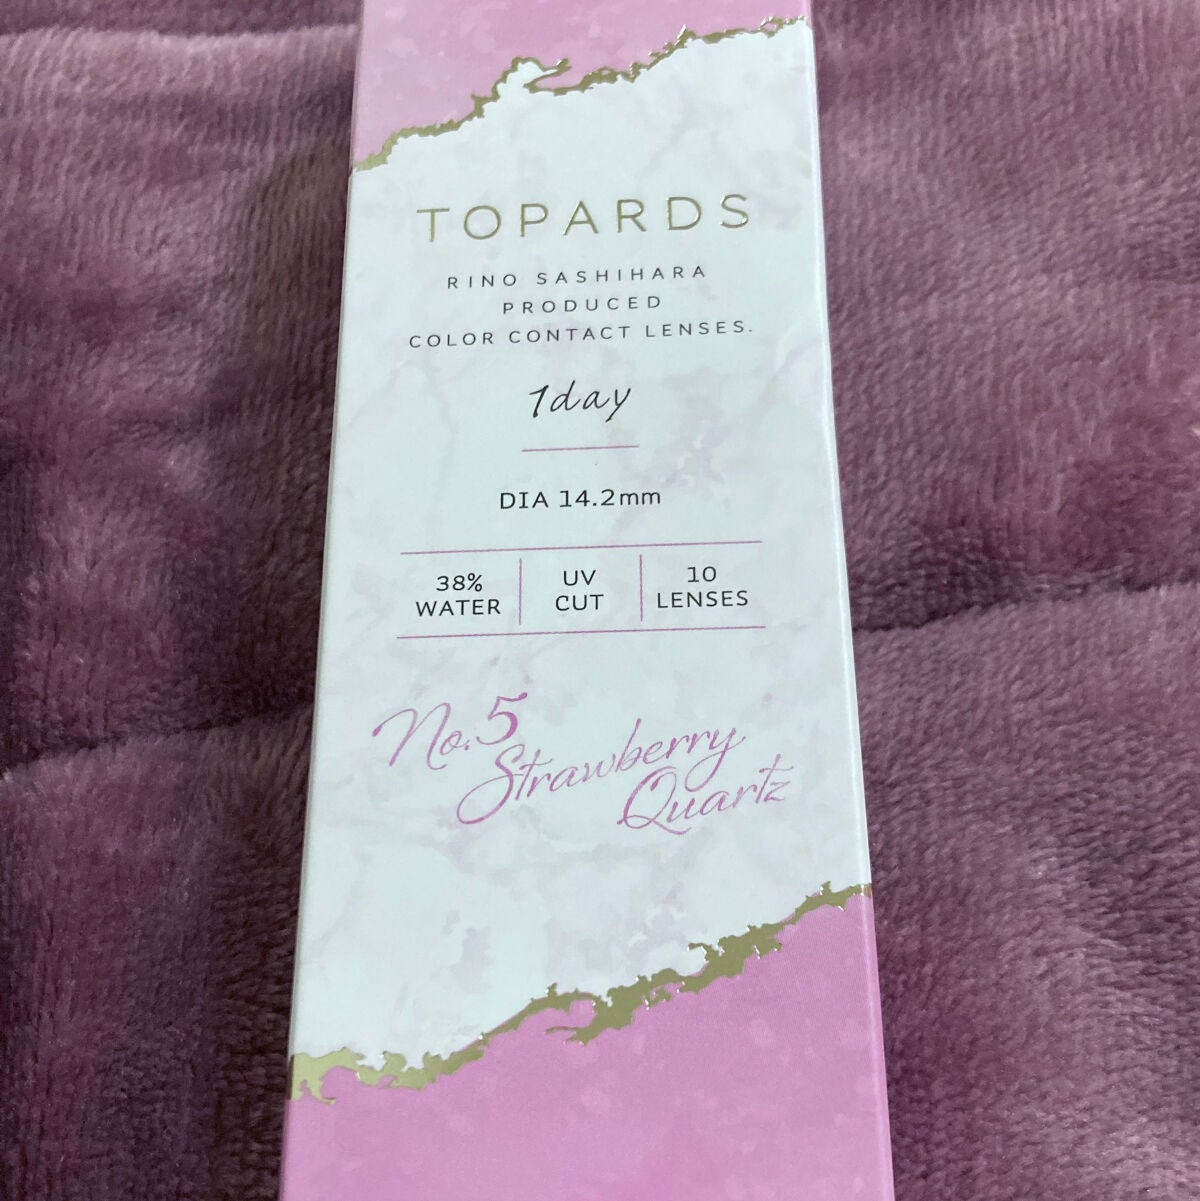 TOPARDS
RINO SASHIHARA
PRODUCED
COLOR CONTACT LENSES.
1day
DIA 14.2mm
38% WATER
UV CUT
10 LENSES
No.5
Strawberry
Quartz